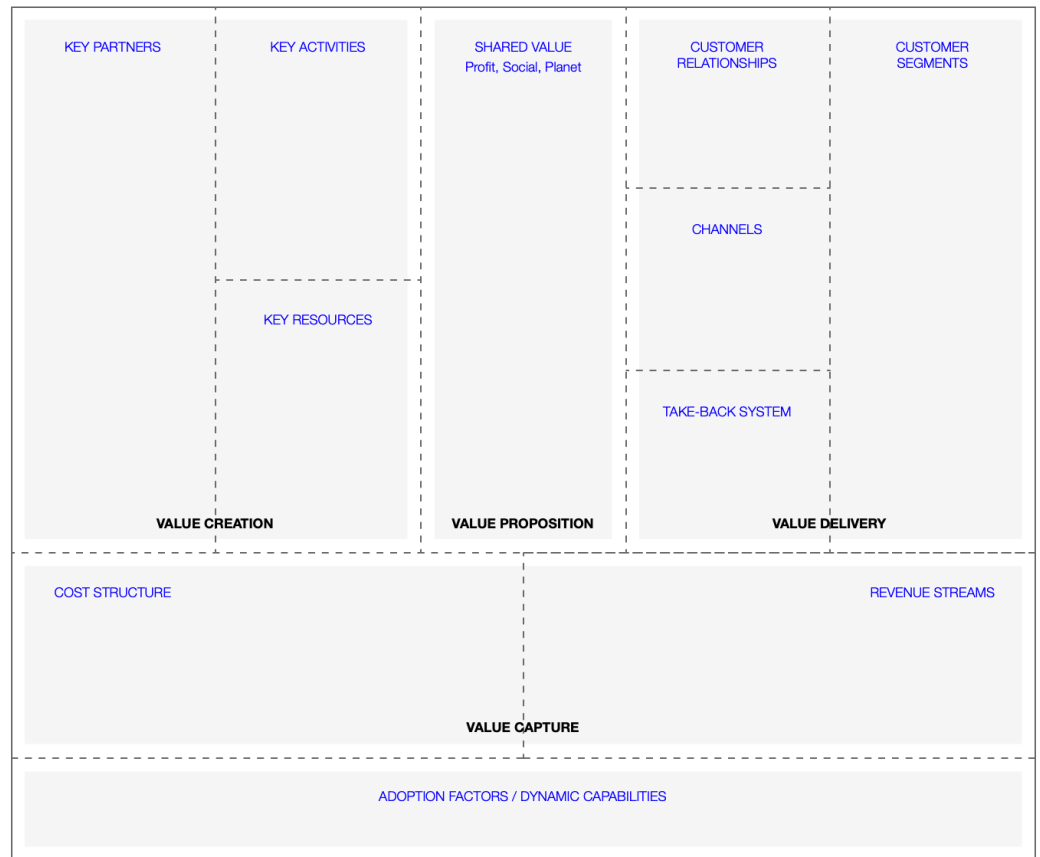 KEY PARTNERS
KEY ACTIVITIES
SHARED VALUE
Profit, Social, Planet
CUSTOMER
RELATIONSHIPS
CUSTOMER
SEGMENTS
CHANNELS
KEY RESOURCES
TAKE-BACK SYSTEM
VALUE CREATION
VALUE PROPOSITION
VALUE DELIVERY
COST STRUCTURE
REVENUE STREAMS
VALUE CAPTURE
ADOPTION FACTORS / DYNAMIC CAPABILITIES